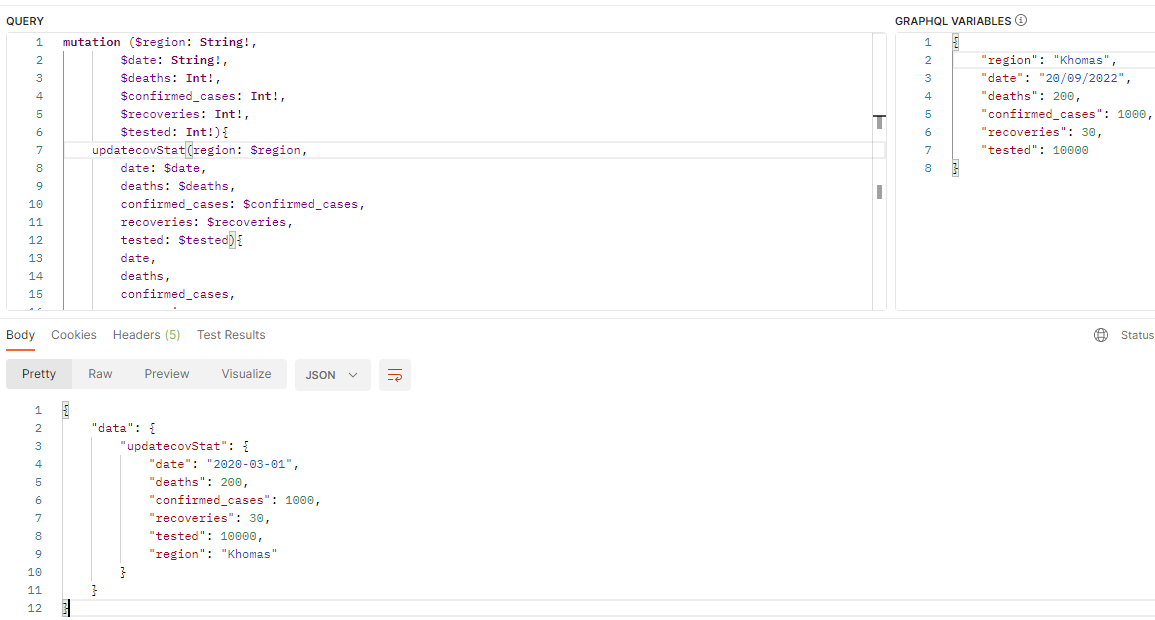 QUERY
1 mutation ($region: String!,
2 $date: String!,
3 $deaths: Int!,
4 $confirmed_cases: Int!,
5 $recoveries: Int!,
6 $tested: Int!){
7 updatecovStat(region: $region,
8 date: $date,
9 deaths: $deaths,
10 confirmed_cases: $confirmed_cases,
11 recoveries: $recoveries,
12 tested: $tested){
13 date,
14 deaths,
15 confirmed_cases,
GRAPHQL VARIABLES
1 {
2 "region": "Khomas",
3 "date": "20/09/2022",
4 "deaths": 200,
5 "confirmed_cases": 1000,
6 "recoveries": 30,
7 "tested": 10000
8 }
Body Cookies Headers (5) Test Results Status
Pretty Raw Preview Visualize JSON
1 {
2 "data": {
3 "updatecovStat": {
4 "date": "2020-03-01",
5 "deaths": 200,
6 "confirmed_cases": 1000,
7 "recoveries": 30,
8 "tested": 10000,
9 "region": "Khomas"
10 }
11 }
12 }